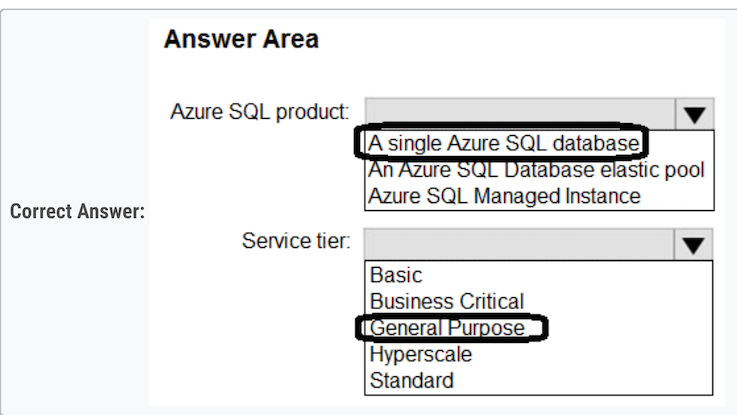 Answer Area
Azure SQL product:
A single Azure SQL database
An Azure SQL Database elastic pool
Azure SQL Managed Instance
Correct Answer:
Service tier:
Basic
Business Critical
General Purpose
Hyperscale
Standard